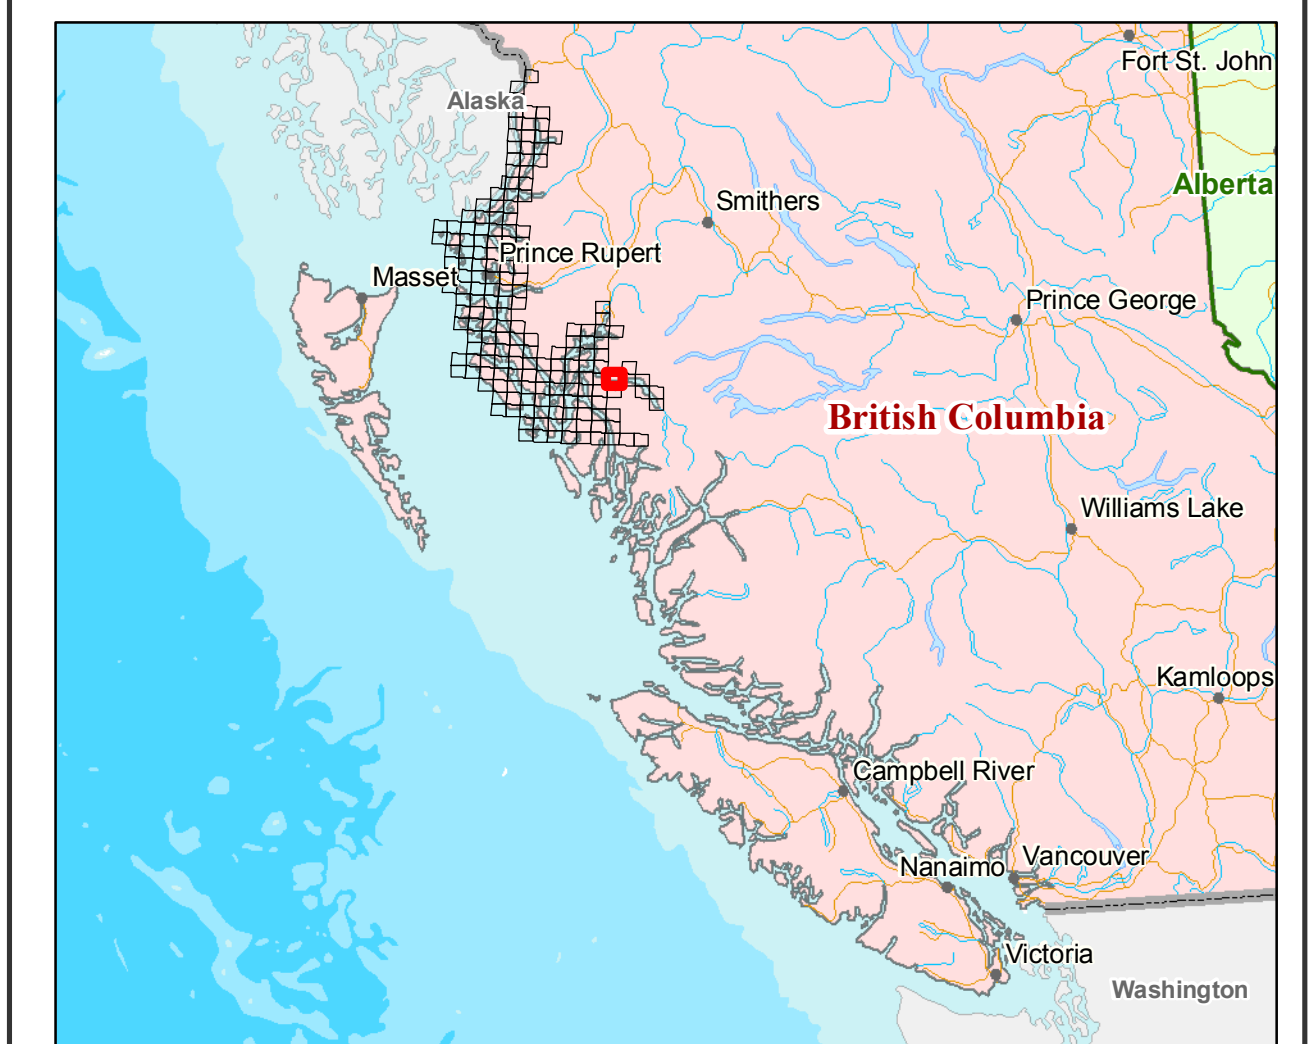 Fort St. John
Alaska
Alberta
Smithers
Prince Rupert
Masset
Prince George
British Columbia
Williams Lake
Kamloops
Campbell River
Vancouver
Nanaimo
Victoria
Washington